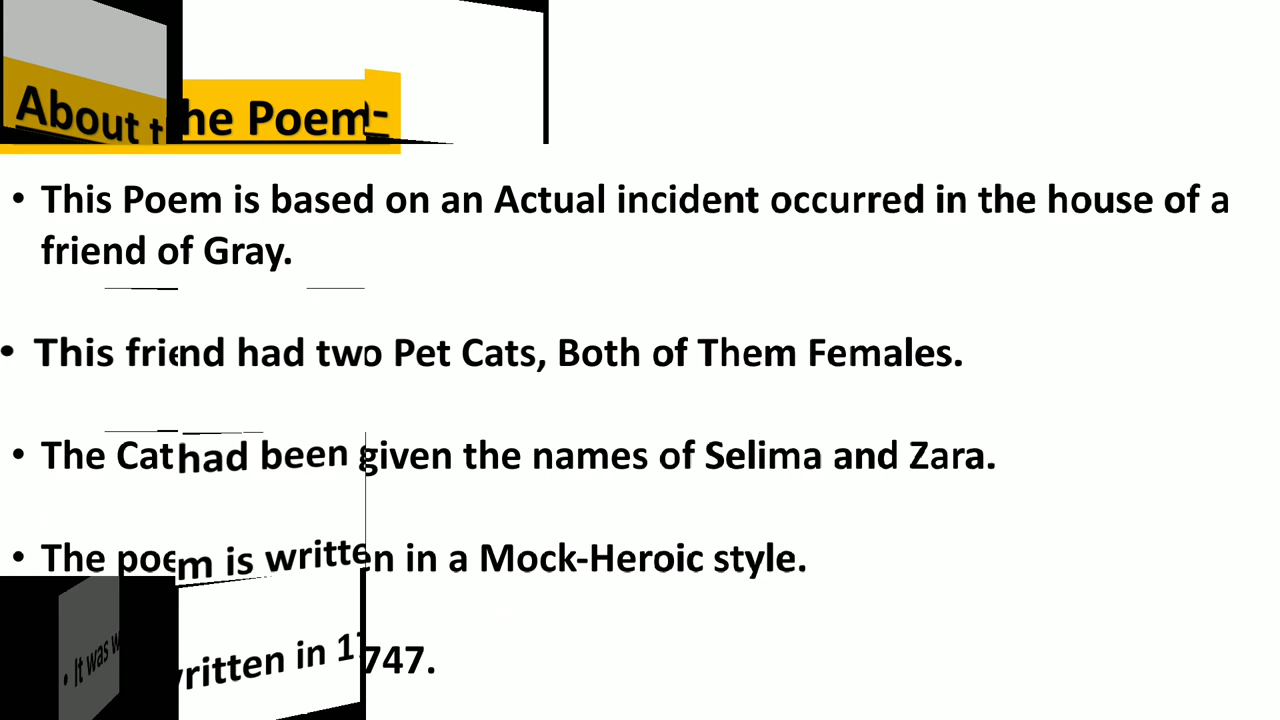 About the Poem:-
• This Poem is based on an Actual incident occurred in the house of a
friend of Gray.
• This friend had two Pet Cats, Both of Them Females.
• The Cat had been given the names of Selima and Zara.
• The poem is written in a Mock-Heroic style.
• It was written in 1747.